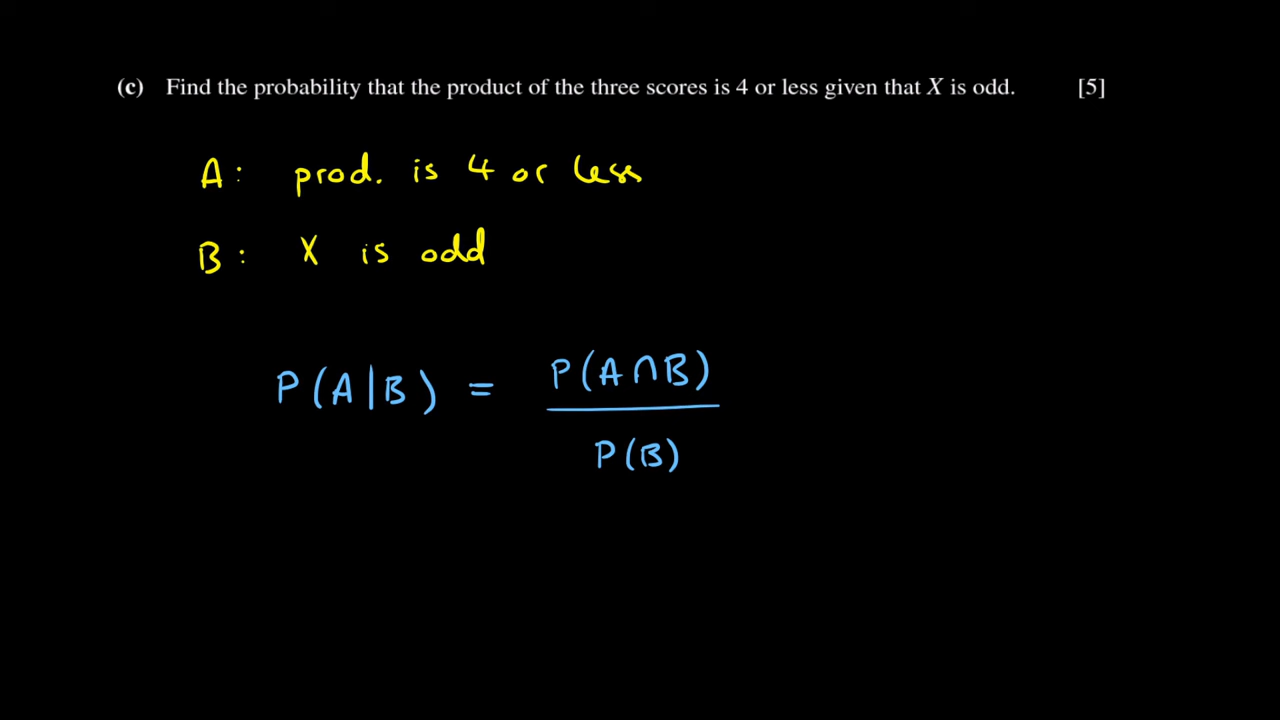 (c) Find the probability that the product of the three scores is 4 or less given that X is odd. [5]
A: prod. is 4 or less
B: X is odd
P(A|B) = P(A∩B)
P(B)